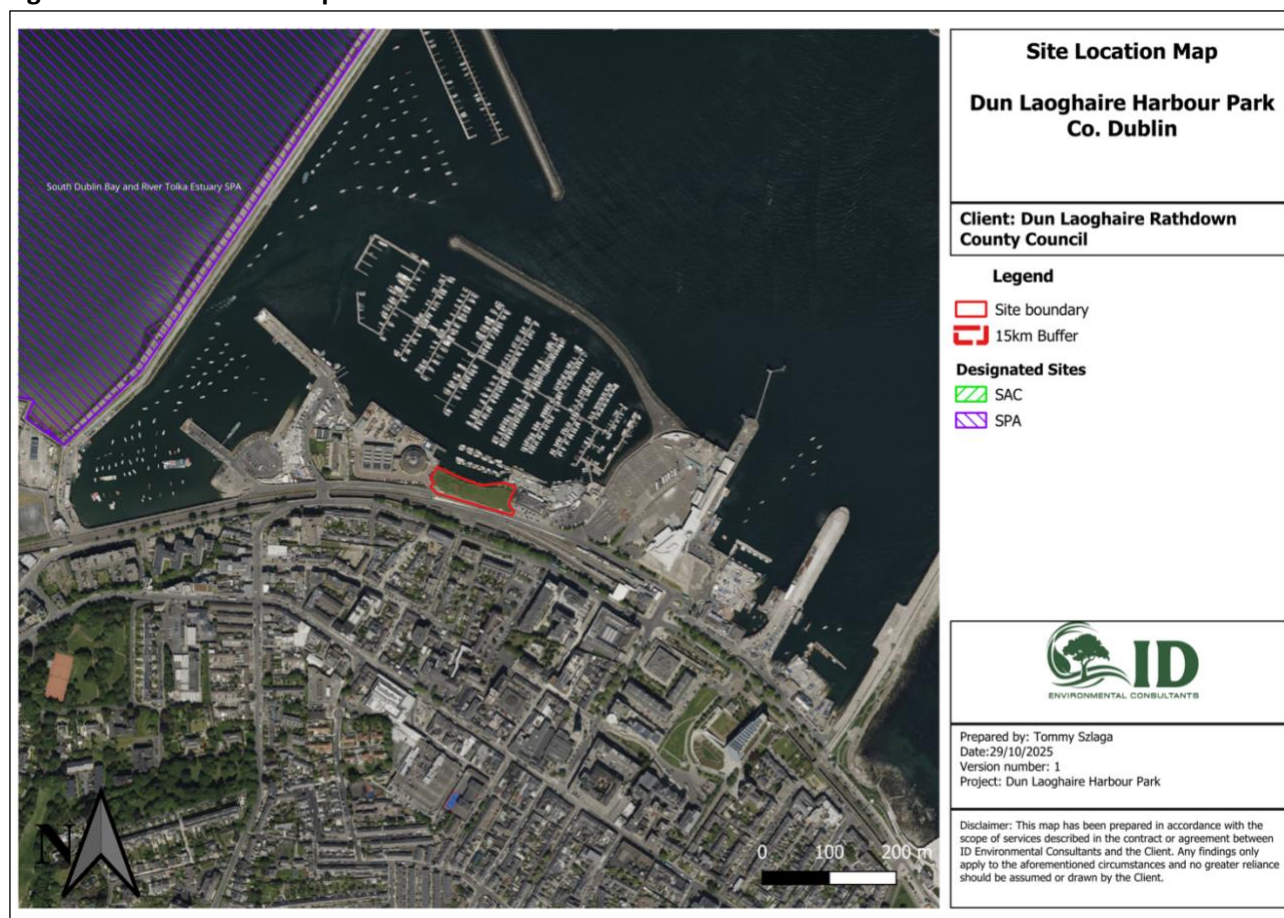 Site Location Map
Dun Laoghaire Harbour Park
Co. Dublin
Client: Dun Laoghaire Rathdown
County Council
Legend
Site boundary
15km Buffer
Designated Sites
SAC
SPA
South Dublin Bay and River Tolka Estuary SPA
N
0 100 200 m
ID
ENVIRONMENTAL CONSULTANTS
Prepared by: Tommy Szlaga
Date:29/10/2025
Version number: 1
Project: Dun Laoghaire Harbour Park
Disclaimer: This map has been prepared in accordance with the
scope of services described in the contract or agreement between
ID Environmental Consultants and the Client. Any findings only
apply to the aforementioned circumstances and no greater reliance
should be assumed or drawn by the Client.